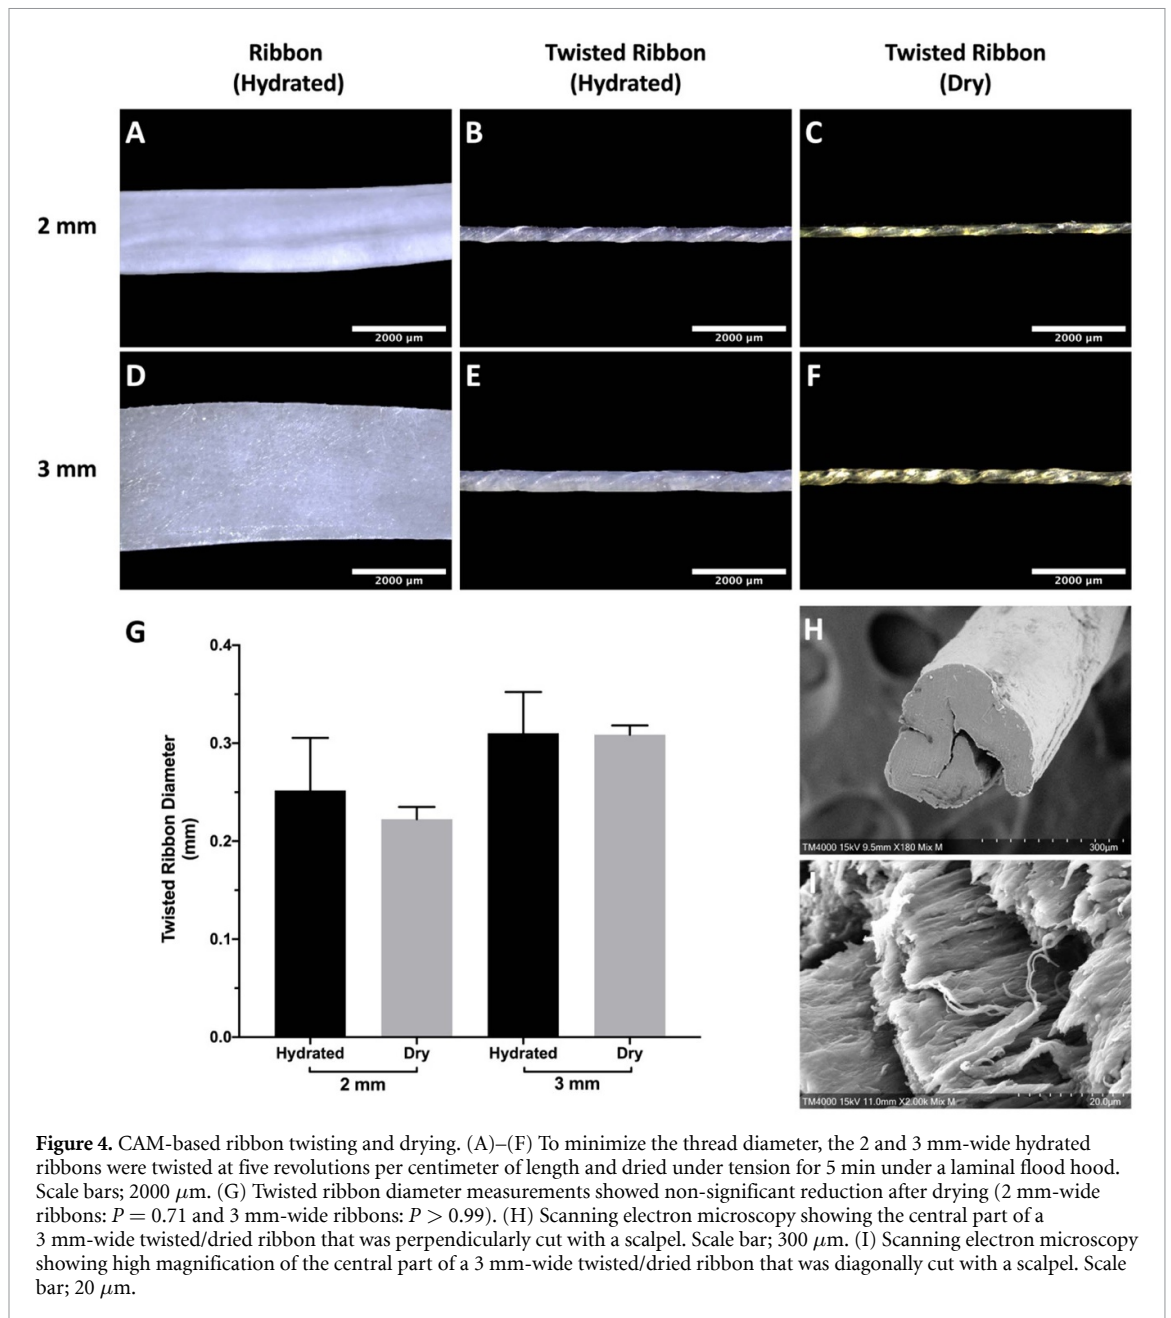 Ribbon
(Hydrated)
Twisted Ribbon
(Hydrated)
Twisted Ribbon
(Dry)
2 mm
A
2000 µm
B
2000 µm
C
2000 µm
3 mm
D
2000 µm
E
2000 µm
F
2000 µm
G
Twisted Ribbon Diameter
(mm)
0.4
0.3
0.2
0.1
0.0
Hydrated
Dry
Hydrated
Dry
2 mm
3 mm
H
TM4000 15kV 9.5mm X180 Mix M
300µm
I
TM4000 15kV 11.0mm X2.00k Mix M
20.0µm
Figure 4. CAM-based ribbon twisting and drying. (A)–(F) To minimize the thread diameter, the 2 and 3 mm-wide hydrated
ribbons were twisted at five revolutions per centimeter of length and dried under tension for 5 min under a laminal flood hood.
Scale bars; 2000 µm. (G) Twisted ribbon diameter measurements showed non-significant reduction after drying (2 mm-wide
ribbons: P = 0.71 and 3 mm-wide ribbons: P > 0.99). (H) Scanning electron microscopy showing the central part of a
3 mm-wide twisted/dried ribbon that was perpendicularly cut with a scalpel. Scale bar; 300 µm. (I) Scanning electron microscopy
showing high magnification of the central part of a 3 mm-wide twisted/dried ribbon that was diagonally cut with a scalpel. Scale
bar; 20 µm.